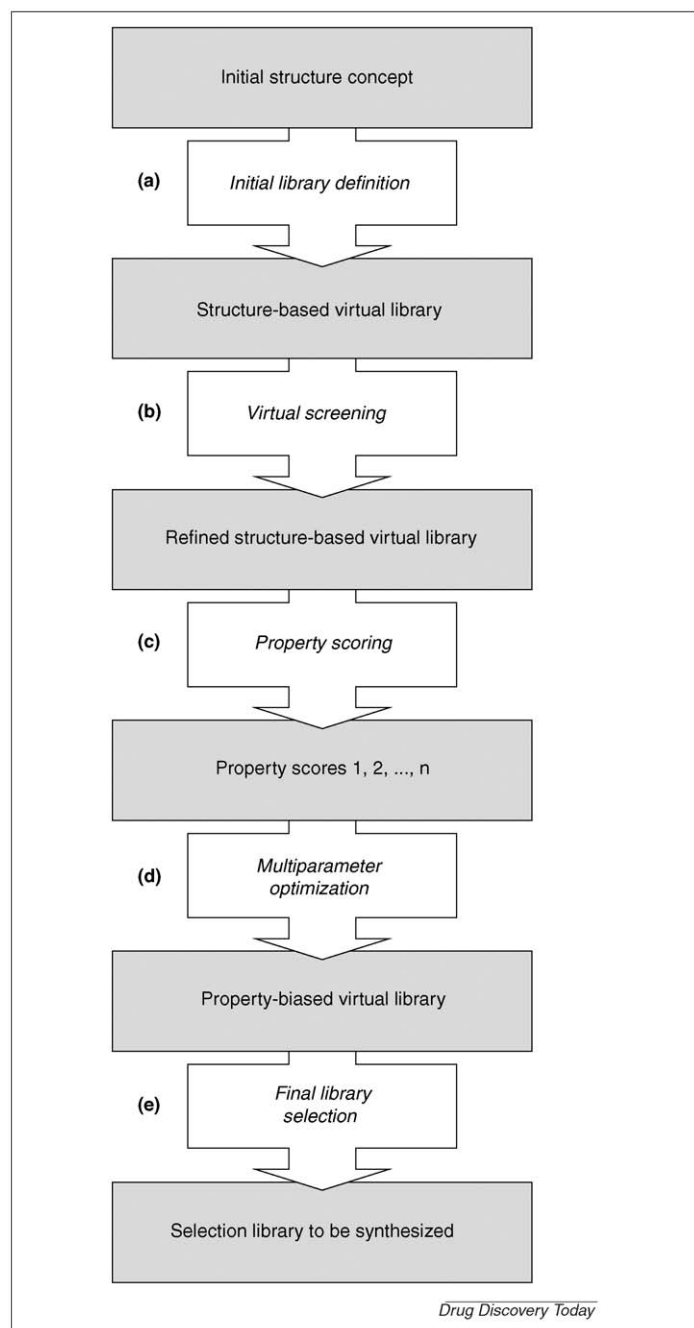 Initial structure concept
(a)
Initial library definition
Structure-based virtual library
(b)
Virtual screening
Refined structure-based virtual library
(c)
Property scoring
Property scores 1, 2, ..., n
(d)
Multiparameter
optimization
Property-biased virtual library
(e)
Final library
selection
Selection library to be synthesized
Drug Discovery Today